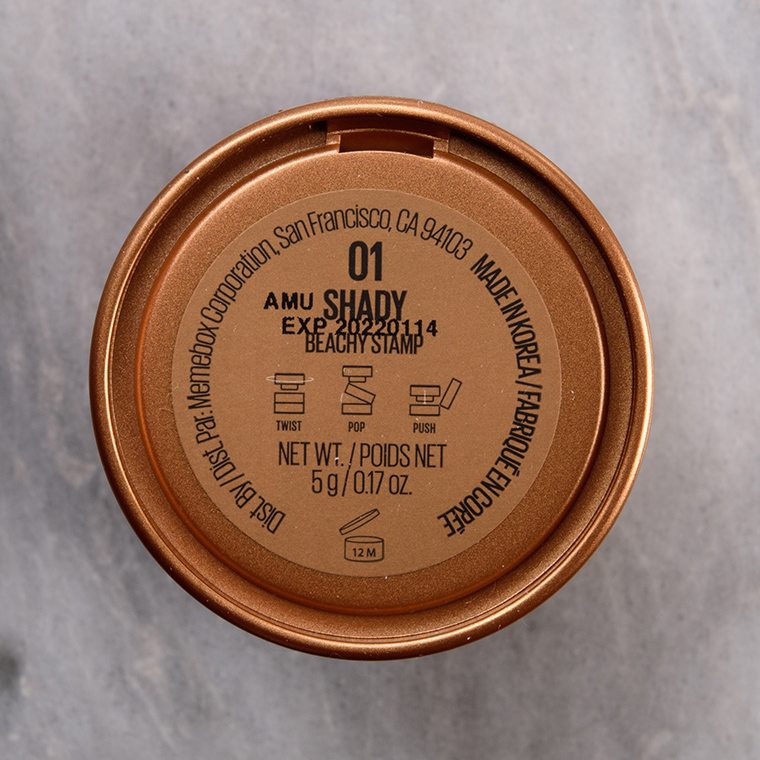 Dist. By / Dist. Par: Memebox Corporation, San Francisco, CA 94103
MADE IN KOREA / FABRIQUÉ EN CORÉE
01
SHADY
AMU
EXP 20220114
BEACHY STAMP
TWIST POP PUSH
NET WT. / POIDS NET
5 g / 0.17 oz.
12 M